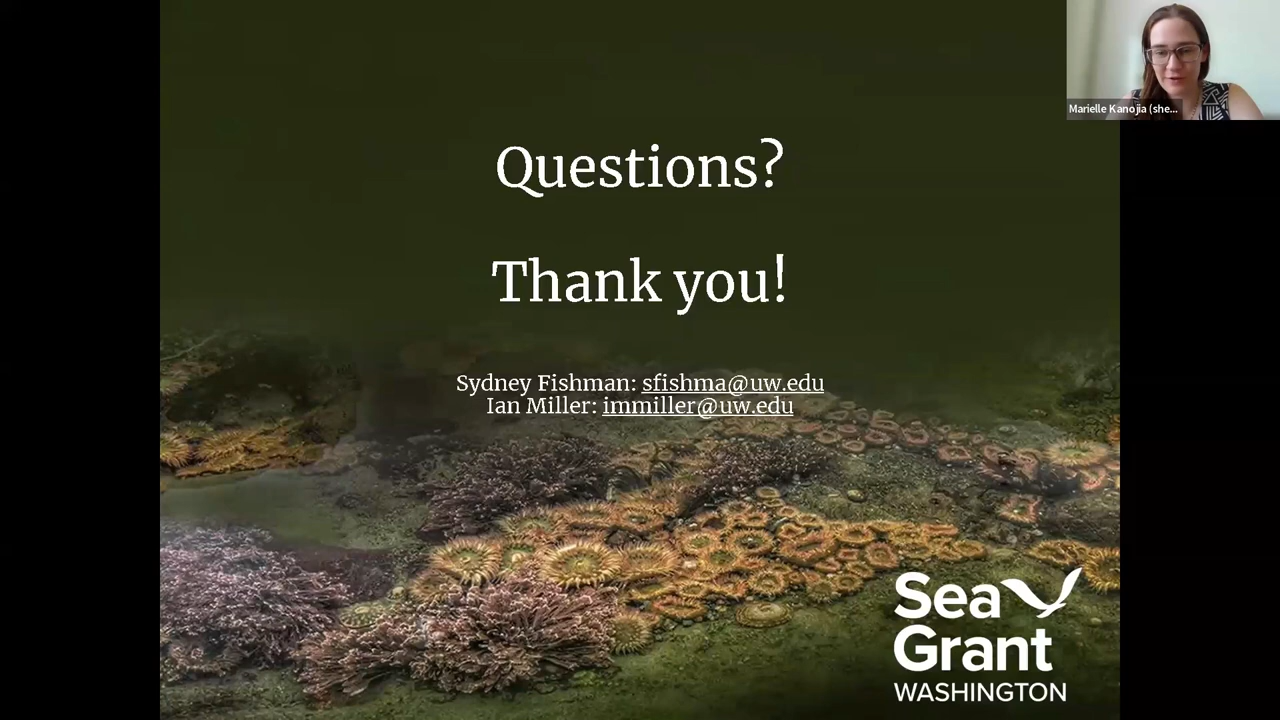 Marielle Kanojia (she...
Questions?
Thank you!
Sydney Fishman: sfishma@uw.edu
Ian Miller: immiller@uw.edu
Sea
Grant
WASHINGTON